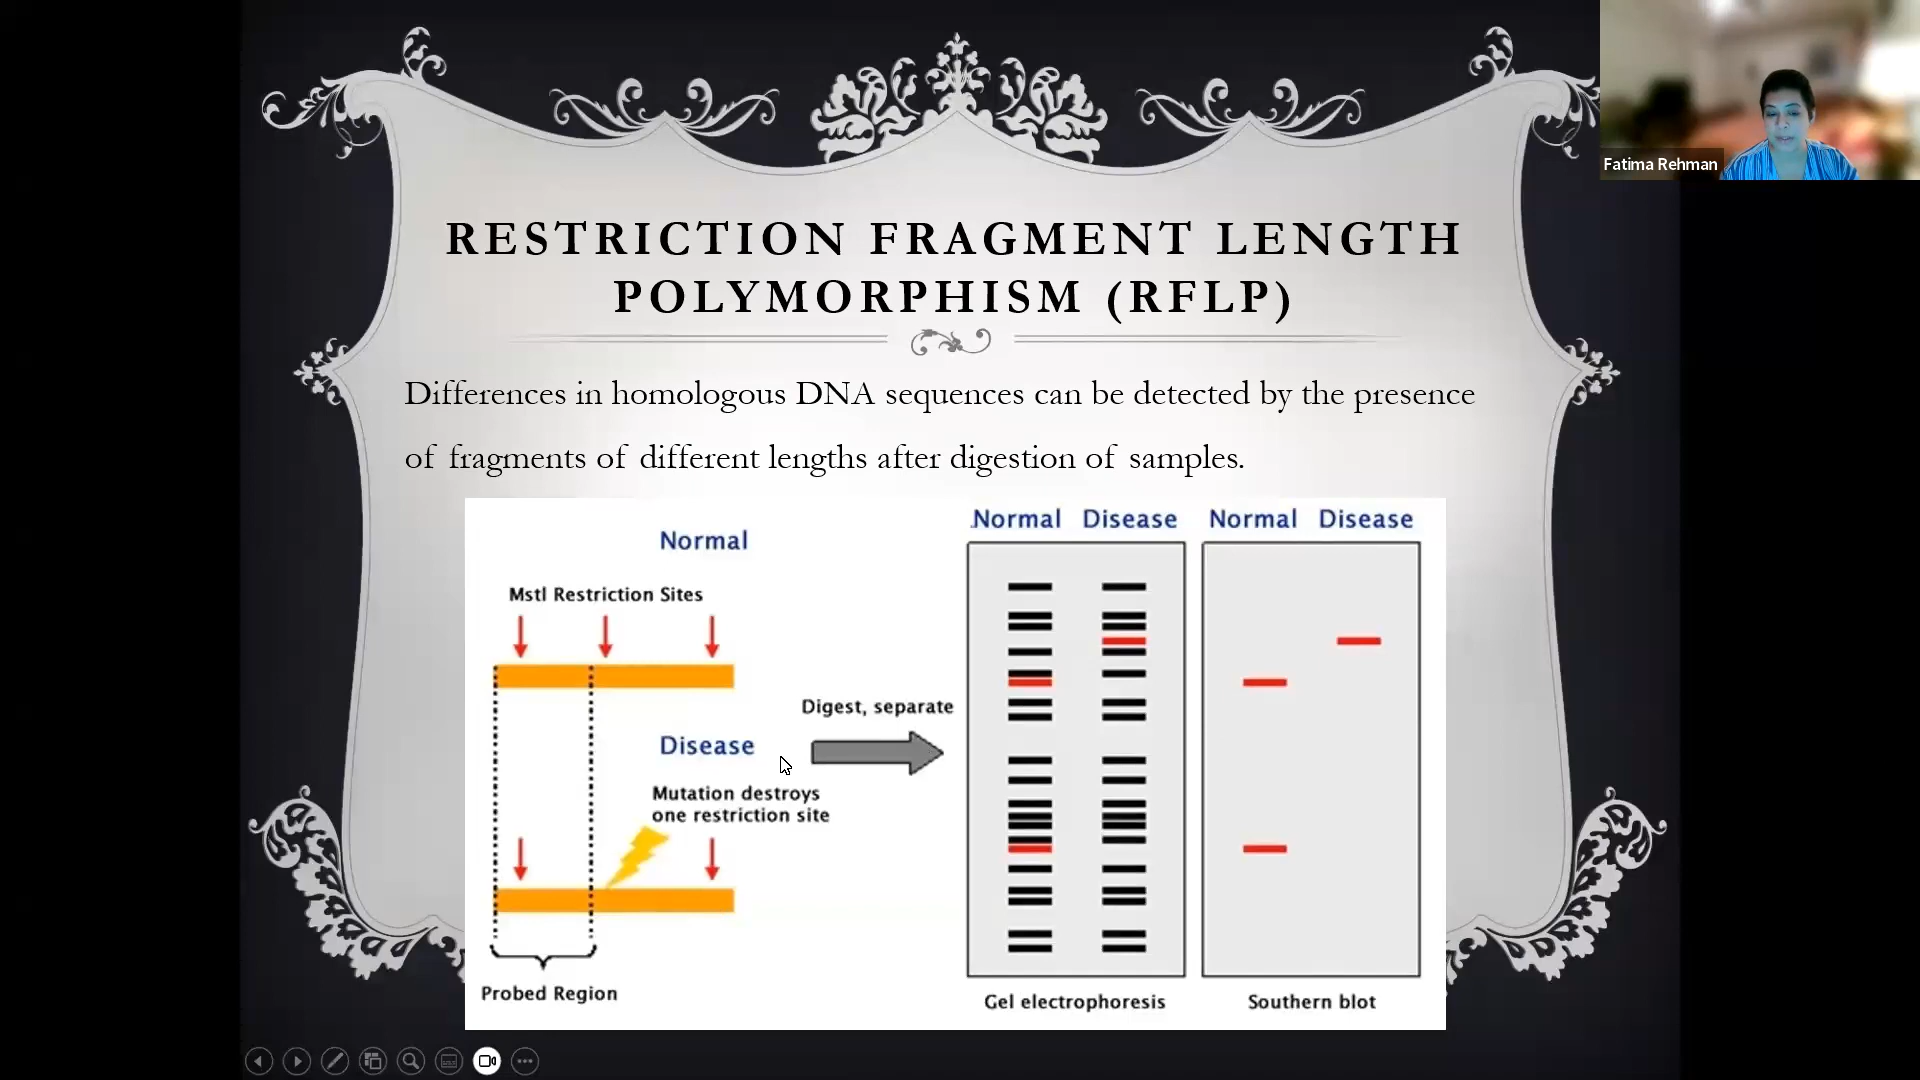 Fatima Rehman
RESTRICTION FRAGMENT LENGTH
POLYMORPHISM (RFLP)
Differences in homologous DNA sequences can be detected by the presence
of fragments of different lengths after digestion of samples.
Normal
MstI Restriction Sites
Disease
Mutation destroys
one restriction site
Probed Region
Digest, separate
Normal Disease
Gel electrophoresis
Normal Disease
Southern blot